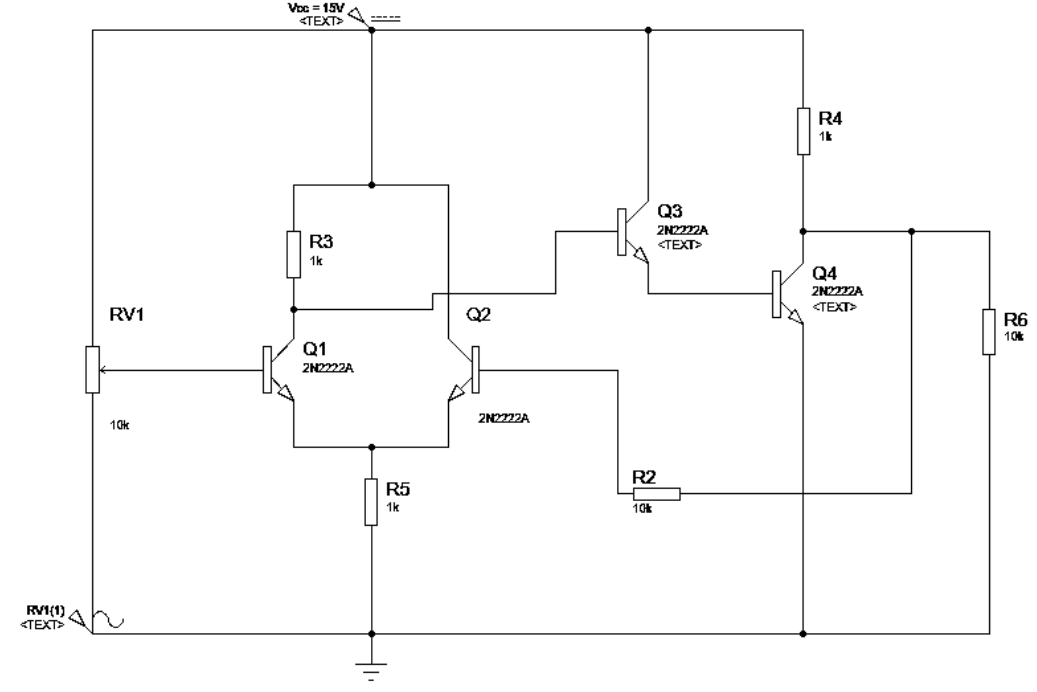 Vcc = 15V
<TEXT>
R4
1k
Q3
2N2222A
<TEXT>
R3
1k
Q4
2N2222A
<TEXT>
RV1
Q2
R6
10k
Q1
2N2222A
10k
2N2222A
R2
10k
R5
1k
RV1(1)
<TEXT>